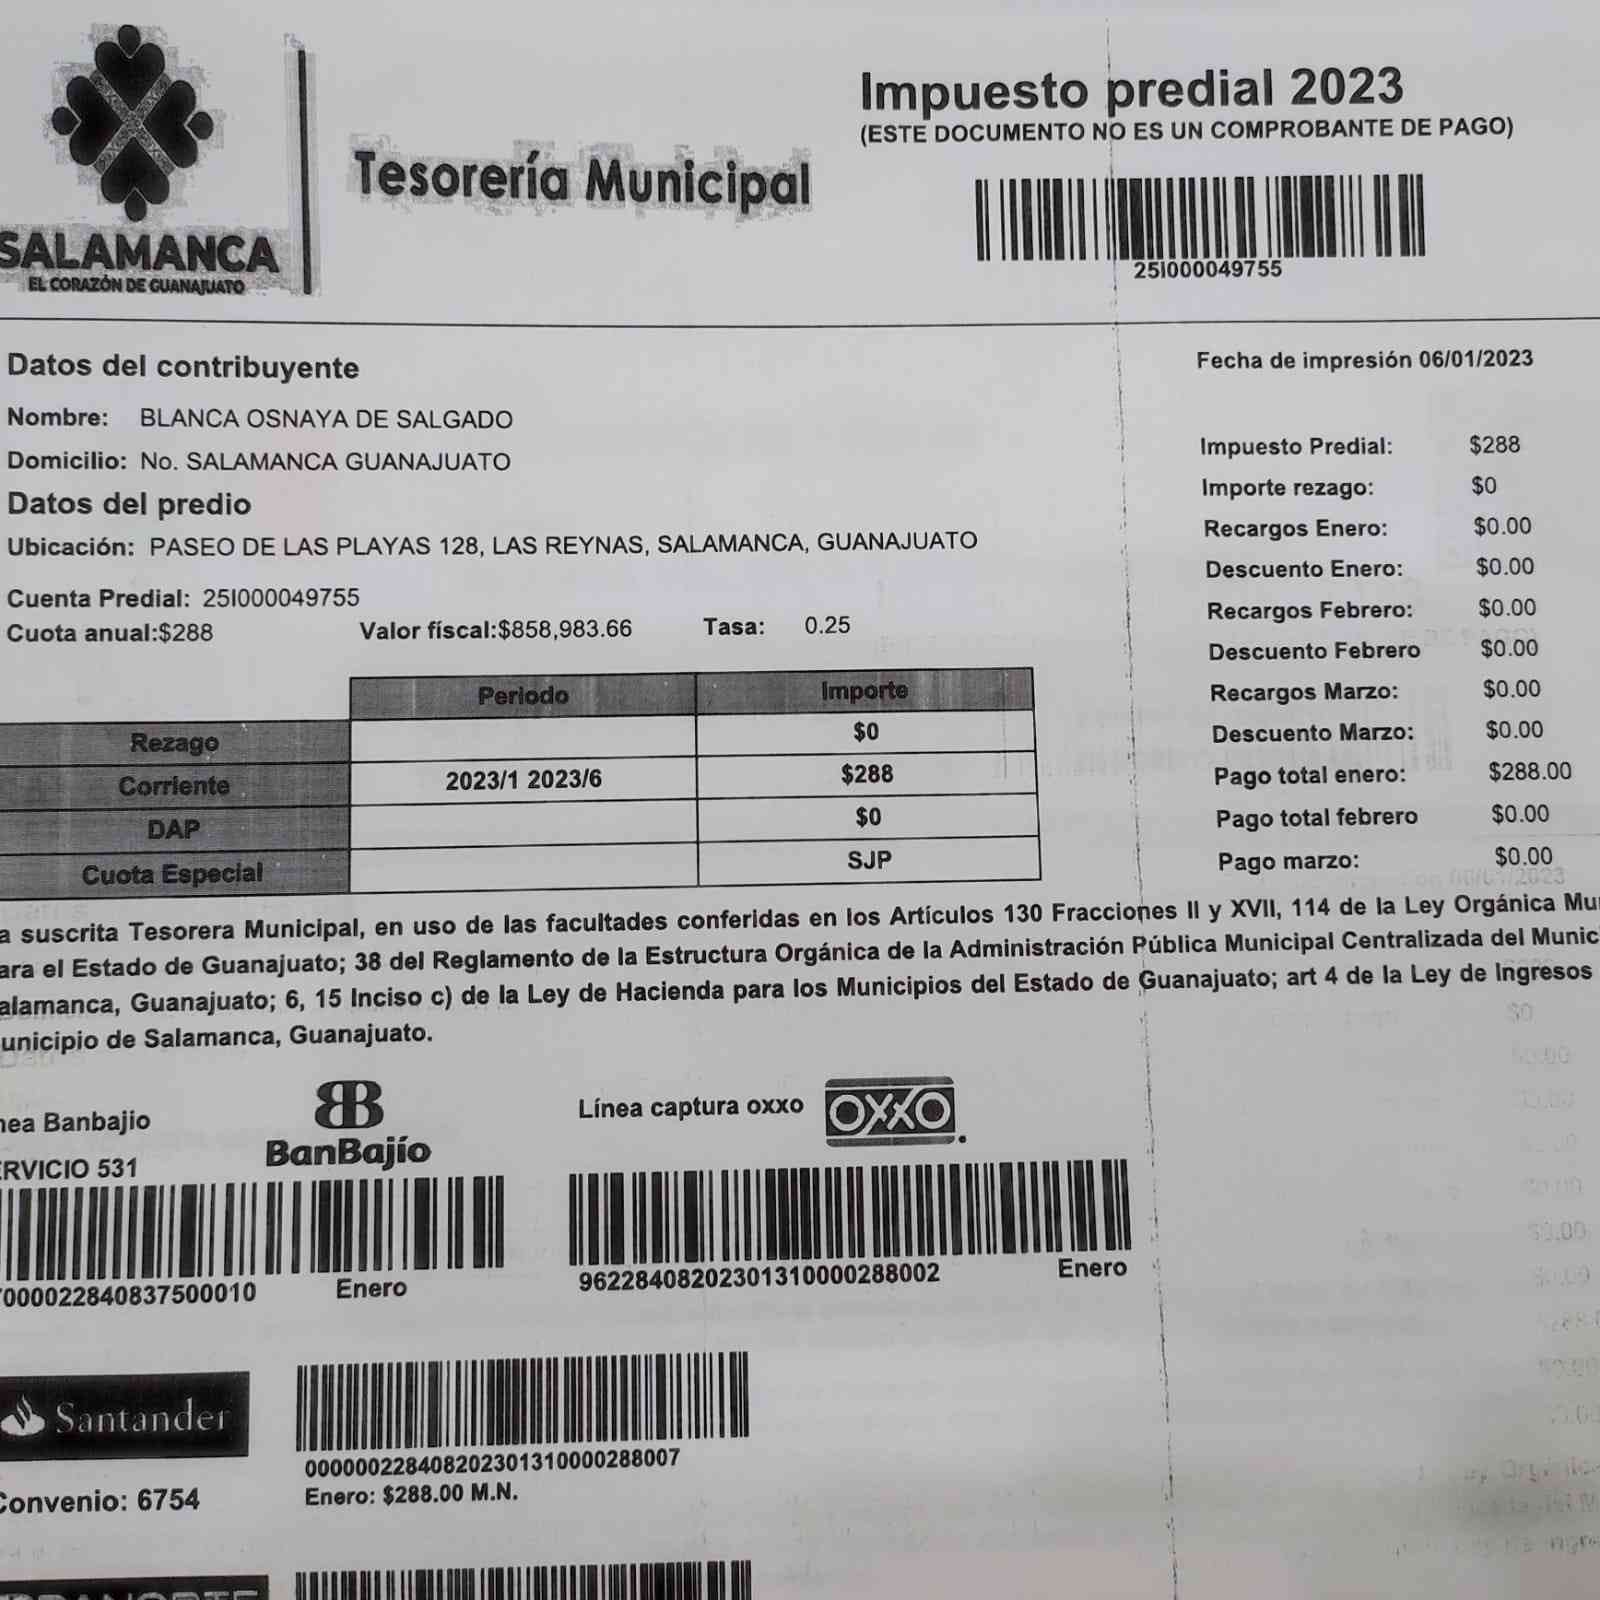 Impuesto predial 2023
(ESTE DOCUMENTO NO ES UN COMPROBANTE DE PAGO)
Tesorería Municipal
SALAMANCA
EL CORAZÓN DE GUANAJUATO
25I000049755
Datos del contribuyente
Fecha de impresión 06/01/2023
Nombre: BLANCA OSNAYA DE SALGADO
Domicilio: No. SALAMANCA GUANAJUATO
Datos del predio
Ubicación: PASEO DE LAS PLAYAS 128, LAS REYNAS, SALAMANCA, GUANAJUATO
Cuenta Predial: 25I000049755
Cuota anual:$288 Valor físcal:$858,983.66 Tasa: 0.25
Impuesto Predial: $288
Importe rezago: $0
Recargos Enero: $0.00
Descuento Enero: $0.00
Recargos Febrero: $0.00
Descuento Febrero $0.00
Recargos Marzo: $0.00
Descuento Marzo: $0.00
Pago total enero: $288.00
Pago total febrero $0.00
Pago marzo: $0.00
Periodo Importe
Rezago $0
Corriente 2023/1 2023/6 $288
DAP $0
Cuota Especial SJP
a suscrita Tesorera Municipal, en uso de las facultades conferidas en los Artículos 130 Fracciones II y XVII, 114 de la Ley Orgánica Mu
ara el Estado de Guanajuato; 38 del Reglamento de la Estructura Orgánica de la Administración Pública Municipal Centralizada del Munic
alamanca, Guanajuato; 6, 15 Inciso c) de la Ley de Hacienda para los Municipios del Estado de Guanajuato; art 4 de la Ley de Ingresos
unicipio de Salamanca, Guanajuato.
nea Banbajio
BanBajío
ERVICIO 531
000022840837500010 Enero
Línea captura oxxo OXXO
962284082023013100002880​02 Enero
Santander
Convenio: 6754
000000228408202301310000288007
Enero: $288.00 M.N.